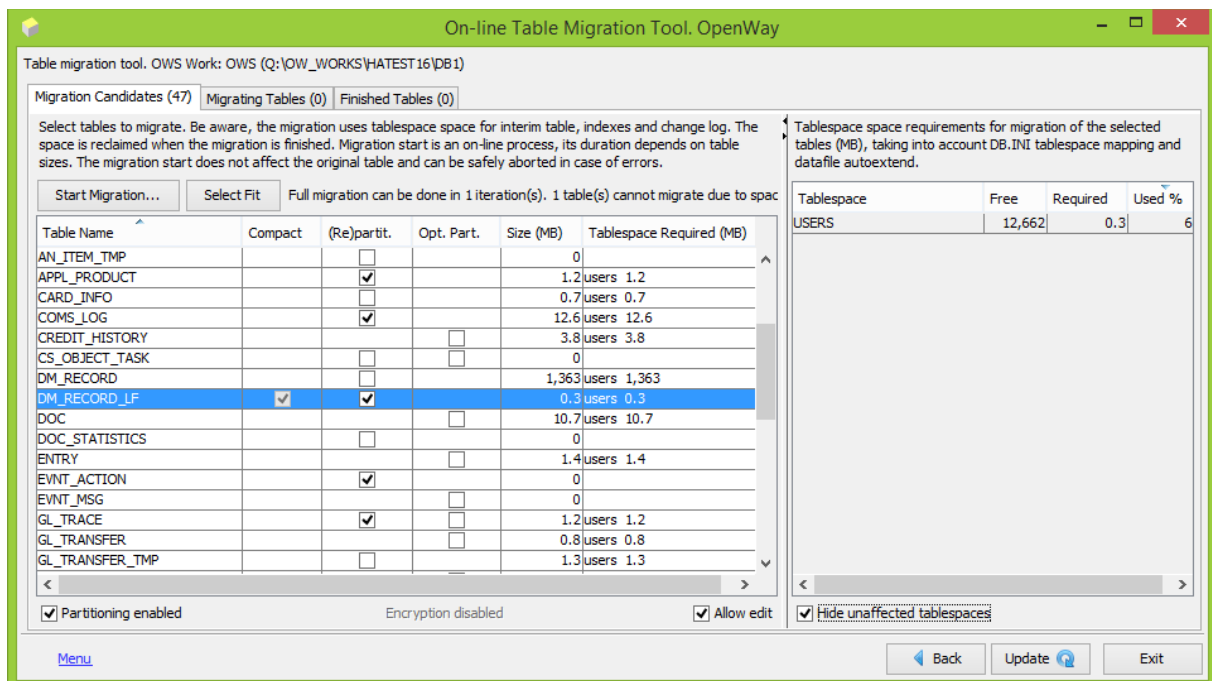 On-line Table Migration Tool. OpenWay
Table migration tool. OWS Work: OWS (Q:\OW_WORKS\HATEST16\DB1)
Migration Candidates (47) Migrating Tables (0) Finished Tables (0)
Select tables to migrate. Be aware, the migration uses tablespace space for interim table, indexes and change log. The
space is reclaimed when the migration is finished. Migration start is an on-line process, its duration depends on table
sizes. The migration start does not affect the original table and can be safely aborted in case of errors.
Start Migration... Select Fit Full migration can be done in 1 iteration(s). 1 table(s) cannot migrate due to spac
Table Name Compact (Re)partit. Opt. Part. Size (MB) Tablespace Required (MB)
AN_ITEM_TMP 0
APPL_PRODUCT 1.2 users 1.2
CARD_INFO 0.7 users 0.7
COMS_LOG 12.6 users 12.6
CREDIT_HISTORY 3.8 users 3.8
CS_OBJECT_TASK 0
DM_RECORD 1,363 users 1,363
DM_RECORD_LF 0.3 users 0.3
DOC 10.7 users 10.7
DOC_STATISTICS 0
ENTRY 1.4 users 1.4
EVNT_ACTION 0
EVNT_MSG 0
GL_TRACE 1.2 users 1.2
GL_TRANSFER 0.8 users 0.8
GL_TRANSFER_TMP 1.3 users 1.3
Partitioning enabled Encryption disabled Allow edit
Tablespace space requirements for migration of the selected
tables (MB), taking into account DB.INI tablespace mapping and
datafile autoextend.
Tablespace Free Required Used %
USERS 12,662 0.3 6
Hide unaffected tablespaces
Menu Back Update Exit